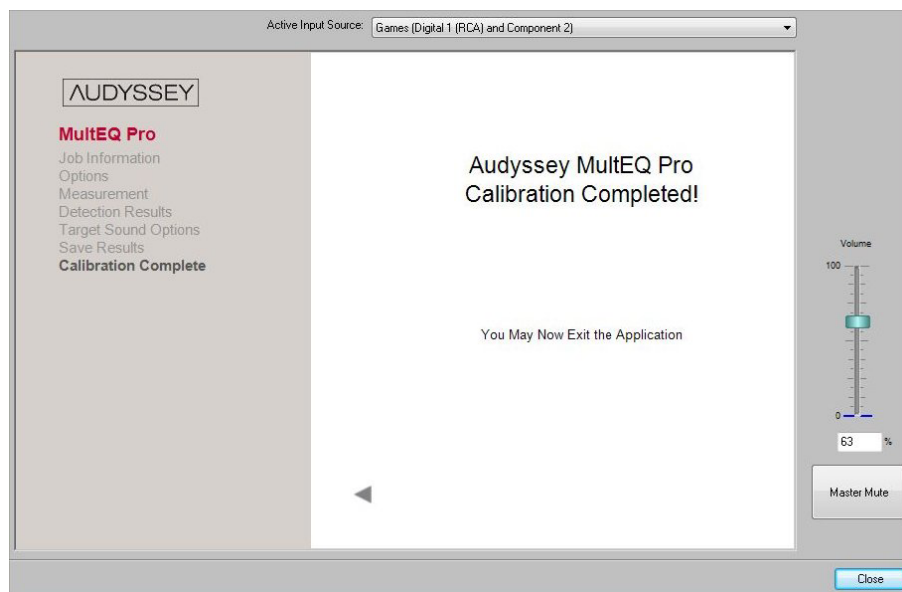 Active Input Source: Games (Digital 1 (RCA) and Component 2)
AUDYSSEY
MultEQ Pro
Job Information
Options
Measurement
Detection Results
Target Sound Options
Save Results
Calibration Complete
Audyssey MultEQ Pro
Calibration Completed!
You May Now Exit the Application
Volume
100
0
63 %
Master Mute
Close